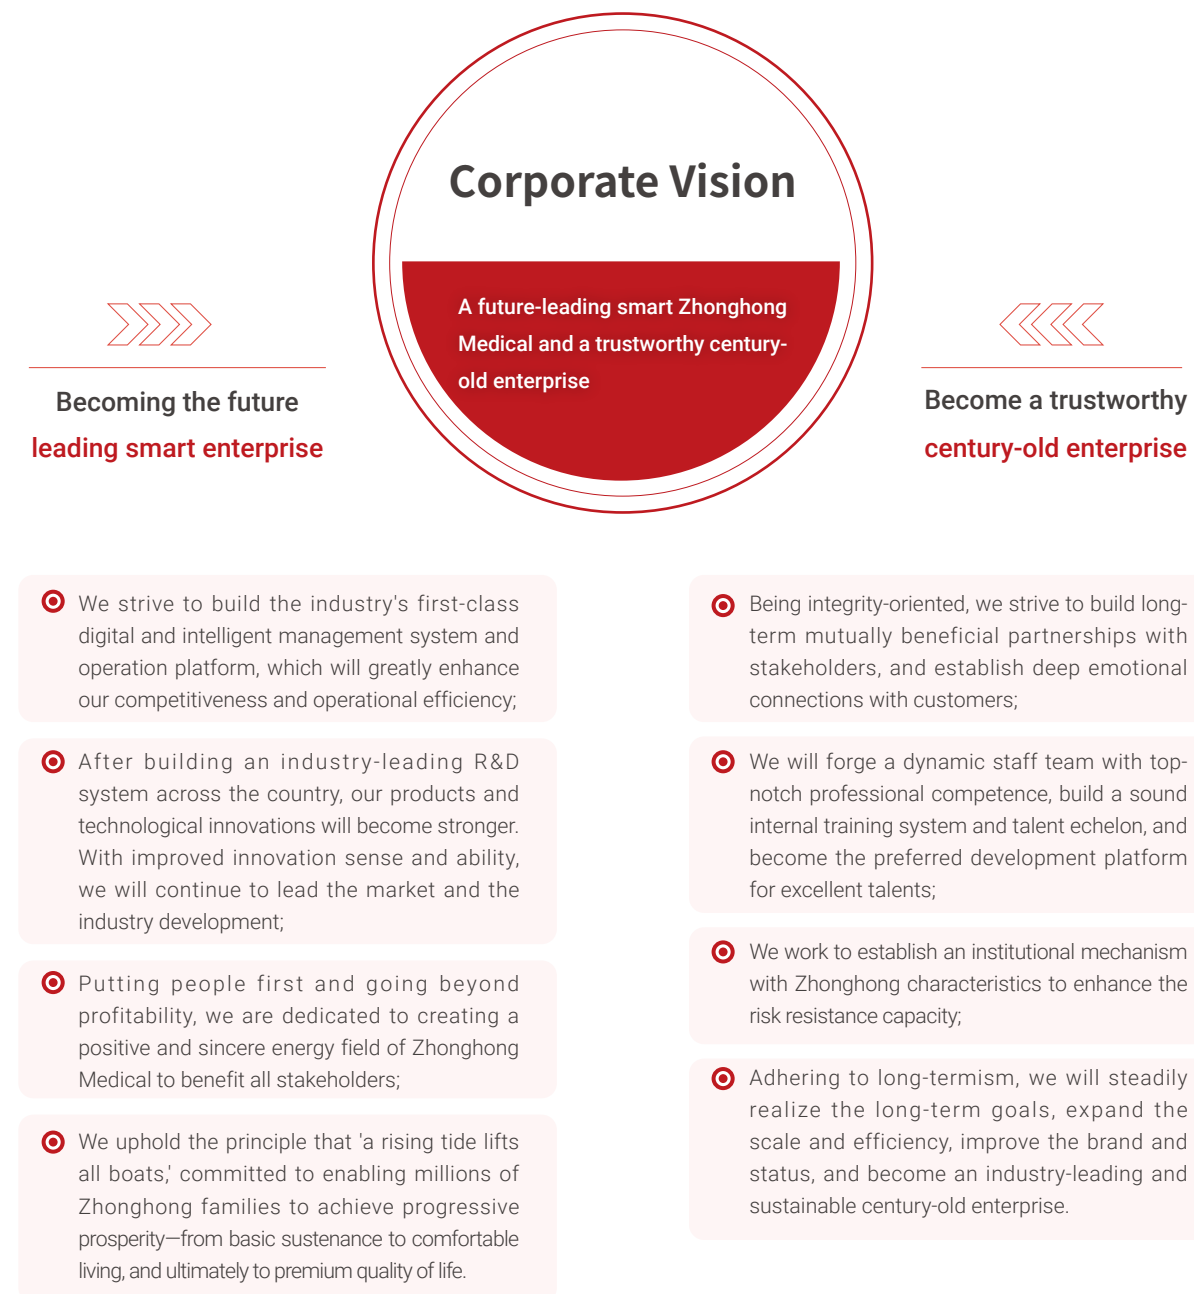 Corporate Vision
A future-leading smart Zhonghong
Medical and a trustworthy century-
old enterprise
Becoming the future
leading smart enterprise
Become a trustworthy
century-old enterprise
We strive to build the industry's first-class
digital and intelligent management system and
operation platform, which will greatly enhance
our competitiveness and operational efficiency;
After building an industry-leading R&D
system across the country, our products and
technological innovations will become stronger.
With improved innovation sense and ability,
we will continue to lead the market and the
industry development;
Putting people first and going beyond
profitability, we are dedicated to creating a
positive and sincere energy field of Zhonghong
Medical to benefit all stakeholders;
We uphold the principle that 'a rising tide lifts
all boats,' committed to enabling millions of
Zhonghong families to achieve progressive
prosperity—from basic sustenance to comfortable
living, and ultimately to premium quality of life.
Being integrity-oriented, we strive to build long-
term mutually beneficial partnerships with
stakeholders, and establish deep emotional
connections with customers;
We will forge a dynamic staff team with top-
notch professional competence, build a sound
internal training system and talent echelon, and
become the preferred development platform
for excellent talents;
We work to establish an institutional mechanism
with Zhonghong characteristics to enhance the
risk resistance capacity;
Adhering to long-termism, we will steadily
realize the long-term goals, expand the
scale and efficiency, improve the brand and
status, and become an industry-leading and
sustainable century-old enterprise.